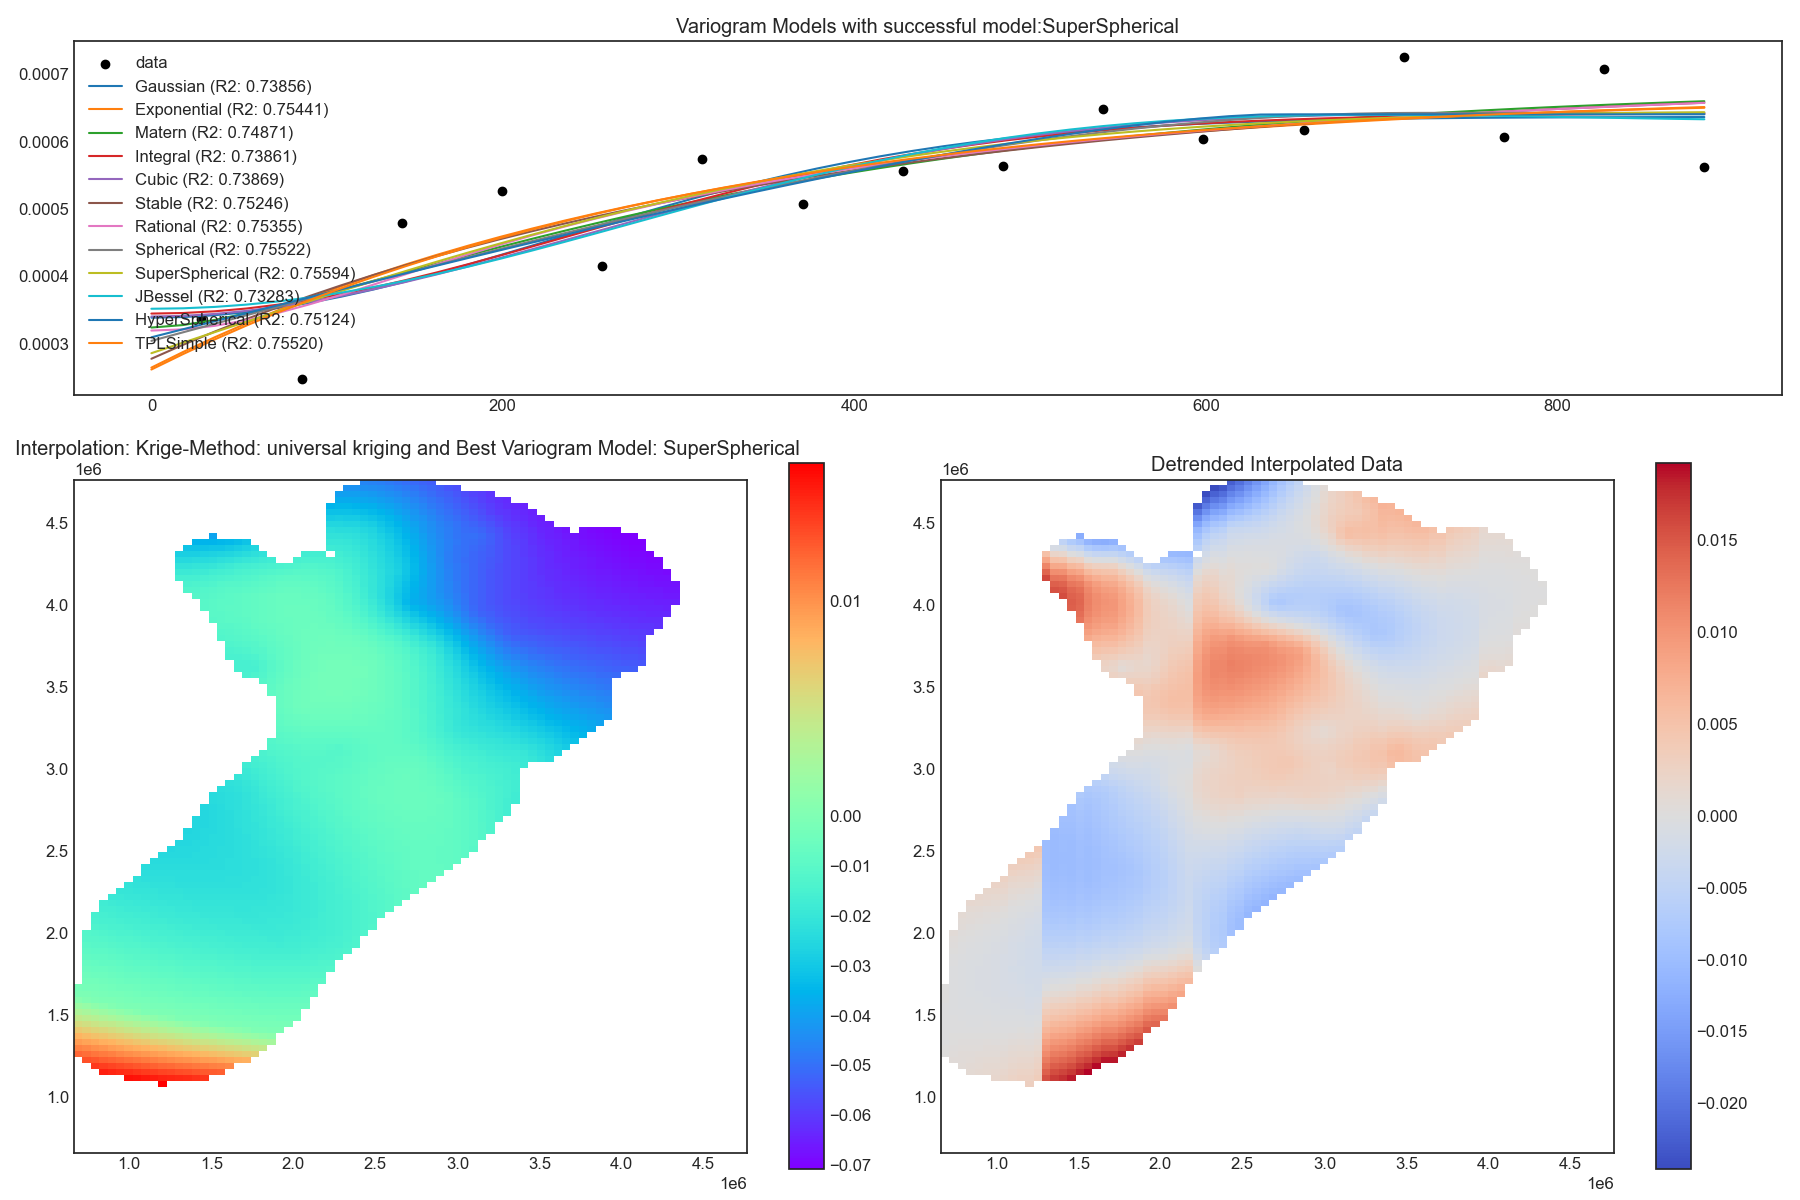 Variogram Models with successful model:SuperSpherical
0.0007
0.0006
0.0005
0.0004
0.0003
data
Gaussian (R2: 0.73856)
Exponential (R2: 0.75441)
Matern (R2: 0.74871)
Integral (R2: 0.73861)
Cubic (R2: 0.73869)
Stable (R2: 0.75246)
Rational (R2: 0.75355)
Spherical (R2: 0.75522)
SuperSpherical (R2: 0.75594)
JBessel (R2: 0.73283)
HyperSpherical (R2: 0.75124)
TPLSimple (R2: 0.75520)
0 200 400 600 800
Interpolation: Krige-Method: universal kriging and Best Variogram Model: SuperSpherical
1e6
4.5
4.0
3.5
3.0
2.5
2.0
1.5
1.0
1.0 1.5 2.0 2.5 3.0 3.5 4.0 4.5
1e6
0.01
0.00
−0.01
−0.02
−0.03
−0.04
−0.05
−0.06
−0.07
Detrended Interpolated Data
1e6
4.5
4.0
3.5
3.0
2.5
2.0
1.5
1.0
1.0 1.5 2.0 2.5 3.0 3.5 4.0 4.5
1e6
0.015
0.010
0.005
0.000
−0.005
−0.010
−0.015
−0.020